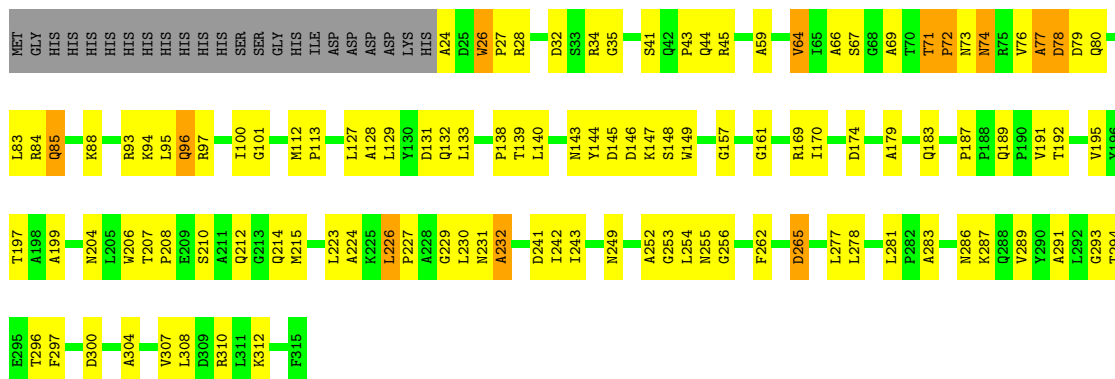 MET GLY HIS HIS HIS HIS HIS HIS HIS HIS HIS HIS SER SER GLY HIS ILE ASP ASP ASP ASP LYS HIS A24 D25 W26 P27 R28 D32 S33 R34 G35 S41 Q42 P43 Q44 R45 A59 V64 I65 A66 S67 G68 A69 T70 T71 P72 N73 N74 R75 V76 A77 D78 D79 Q80
L83 R84 Q85 K88 R93 K94 L95 Q96 R97 I100 G101 M112 P113 L127 A128 L129 Y130 D131 Q132 L133 P138 T139 L140 N143 Y144 D145 D146 K147 S148 W149 G157 G161 R169 I170 D174 A179 Q183 P187 P188 Q189 P190 V191 T192 V195 Y196
T197 A198 A199 N204 L205 W206 T207 P208 E209 S210 A211 Q212 G213 Q214 M215 L223 A224 K225 L226 P227 A228 G229 L230 N231 A232 D241 I242 I243 N249 A252 A253 L254 N255 G256 F262 D265 L277 L278 L281 P282 A283 N286 K287 Q288 V289 Y290 A291 L292 G293 T294
E295 T296 F297 D300 A304 V307 L308 D309 R310 L311 K312 F315